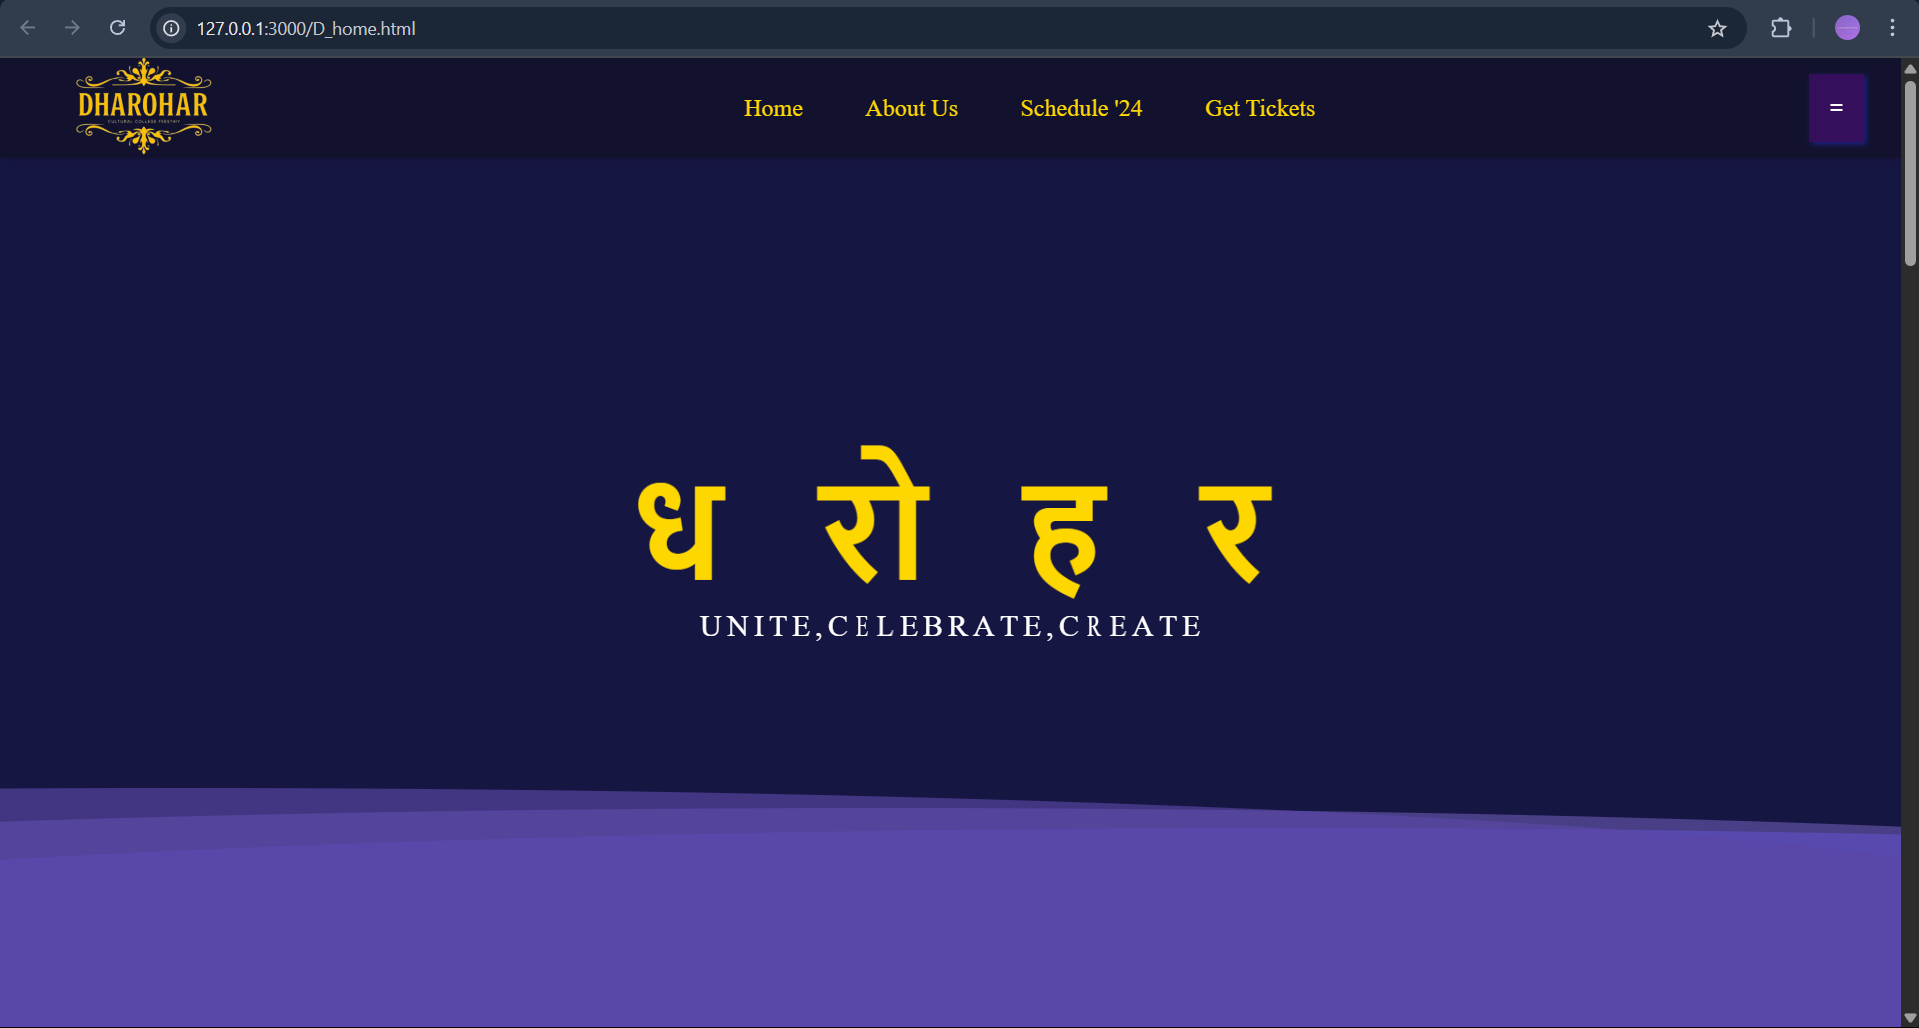 127.0.0.1:3000/D_home.html
DHAROHAR
CULTURAL COLLEGE FEST
Home About Us Schedule '24 Get Tickets =
ध रो ह र
UNITE,CELEBRATE,CREATE